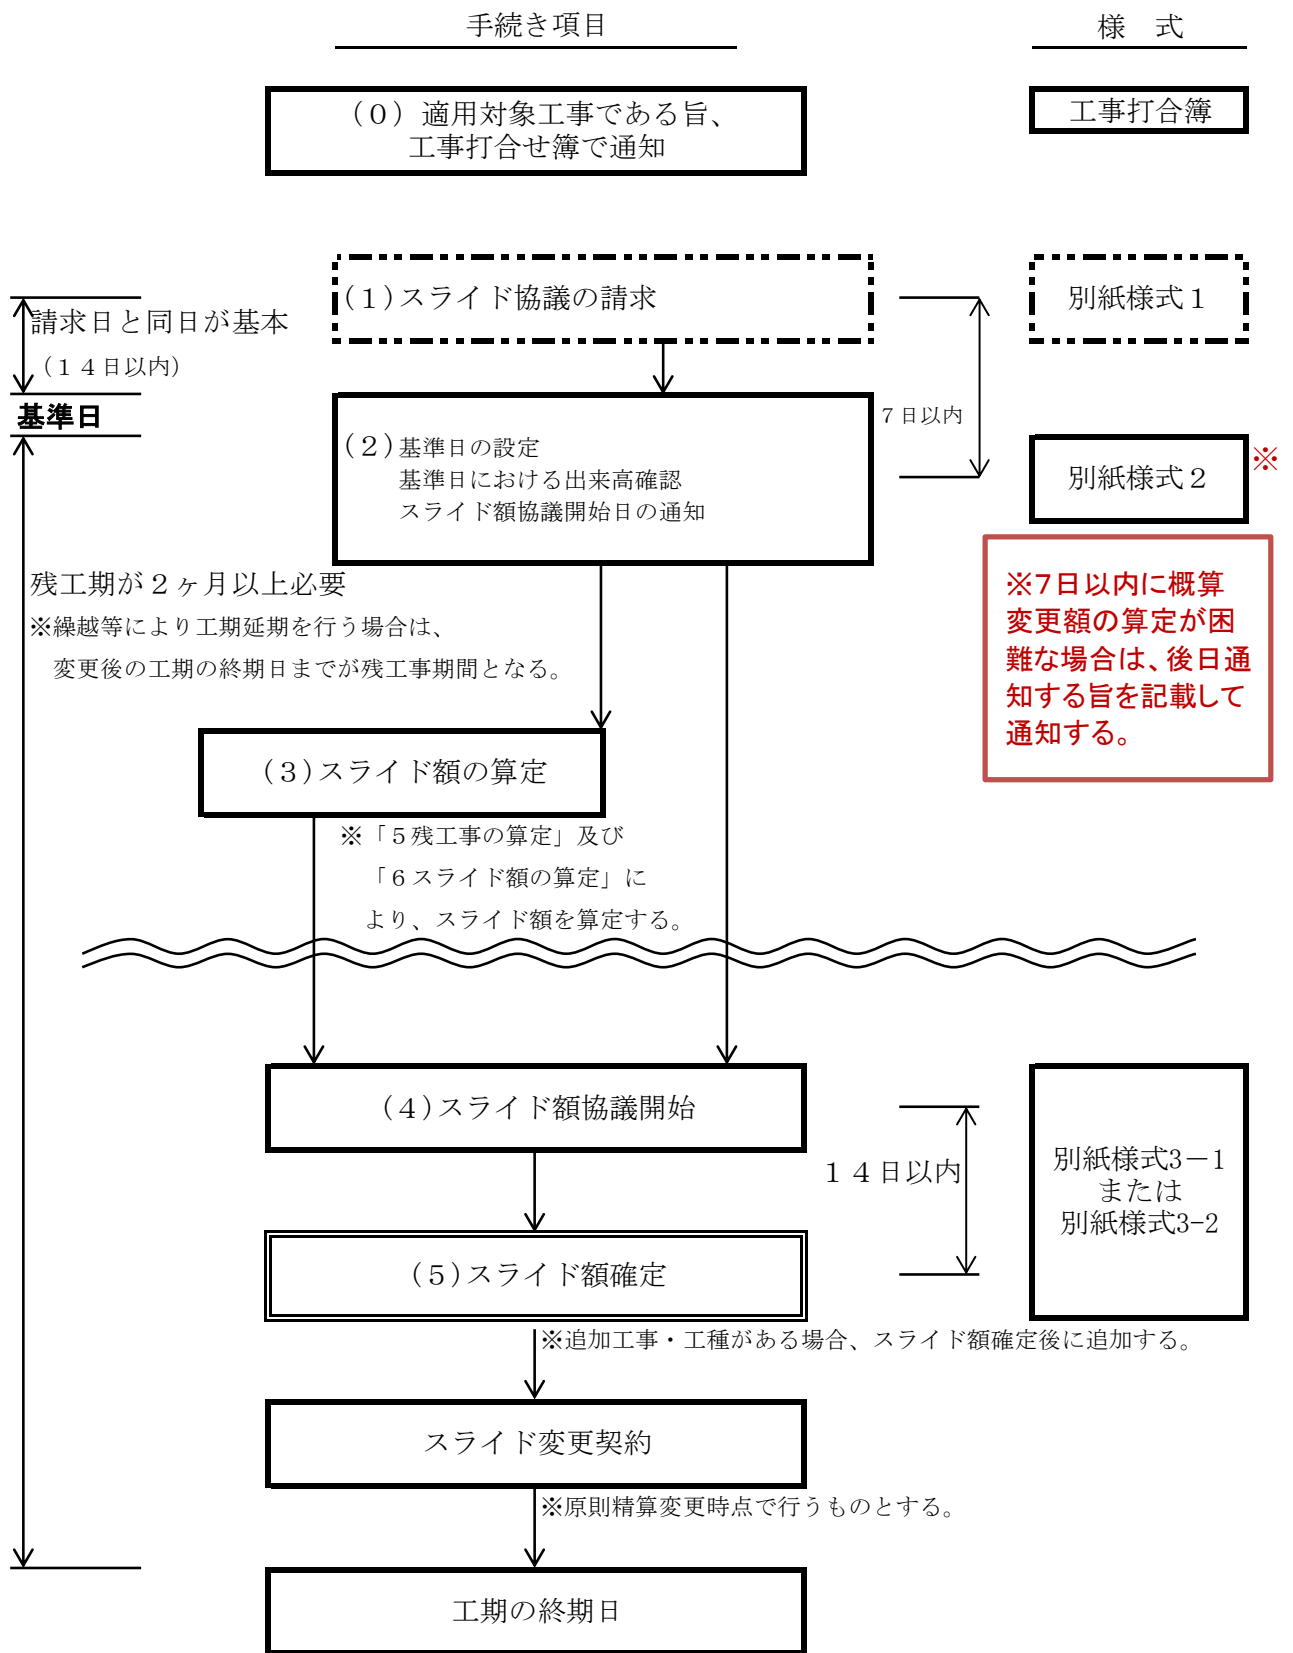 手続き項目
様　式
(０) 適用対象工事である旨、
工事打合せ簿で通知
工事打合簿
(１)スライド協議の請求
別紙様式１
請求日と同日が基本
（１４日以内）
基準日
７日以内
(２)基準日の設定
基準日における出来高確認
スライド額協議開始日の通知
別紙様式２
※
残工期が２ヶ月以上必要
※繰越等により工期延期を行う場合は、
変更後の工期の終期日までが残工事期間となる。
※7日以内に概算
変更額の算定が困
難な場合は、後日通
知する旨を記載して
通知する。
(３)スライド額の算定
※「５残工事の算定」及び
「６スライド額の算定」に
より、スライド額を算定する。
(４)スライド額協議開始
１４日以内
別紙様式3－1
または
別紙様式3-2
(５)スライド額確定
※追加工事・工種がある場合、スライド額確定後に追加する。
スライド変更契約
※原則精算変更時点で行うものとする。
工期の終期日